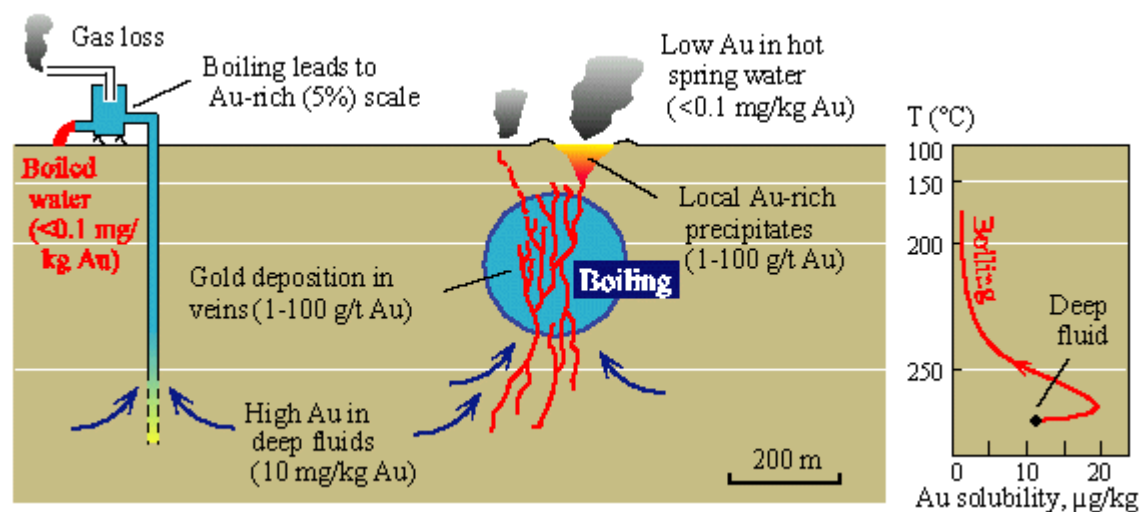 Gas loss
Boiling leads to
Au-rich (5%) scale
Low Au in hot
spring water
(<0.1 mg/kg Au)
Boiled
water
(<0.1 mg/
kg Au)
Gold deposition in
veins (1-100 g/t Au)
Boiling
Local Au-rich
precipitates
(1-100 g/t Au)
High Au in
deep fluids
(10 mg/kg Au)
200 m
T (°C)
100
150
200
250
Boiling
Deep
fluid
0 10 20
Au solubility, µg/kg